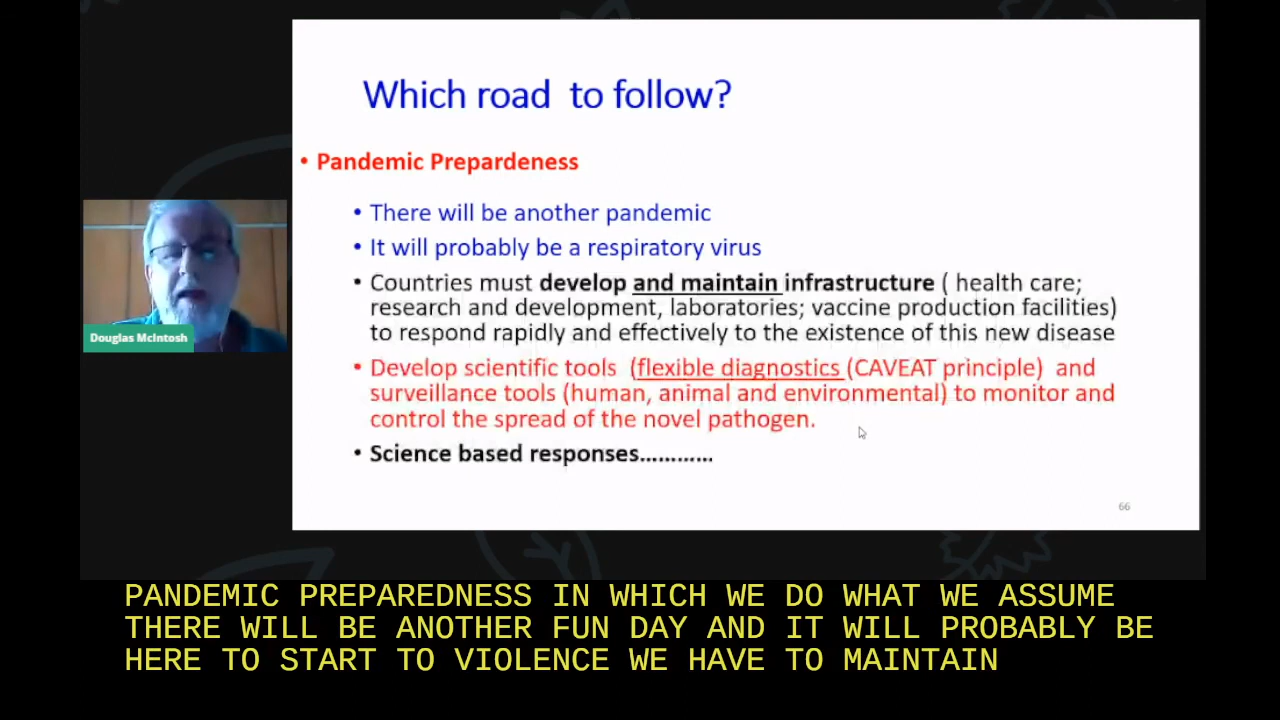 Which road to follow?
• Pandemic Prepardeness
• There will be another pandemic
• It will probably be a respiratory virus
• Countries must develop and maintain infrastructure ( health care;
research and development, laboratories; vaccine production facilities)
to respond rapidly and effectively to the existence of this new disease
• Develop scientific tools (flexible diagnostics (CAVEAT principle) and
surveillance tools (human, animal and environmental) to monitor and
control the spread of the novel pathogen.
• Science based responses…………
66
Douglas McIntosh
PANDEMIC PREPAREDNESS IN WHICH WE DO WHAT WE ASSUME
THERE WILL BE ANOTHER FUN DAY AND IT WILL PROBABLY BE
HERE TO START TO VIOLENCE WE HAVE TO MAINTAIN